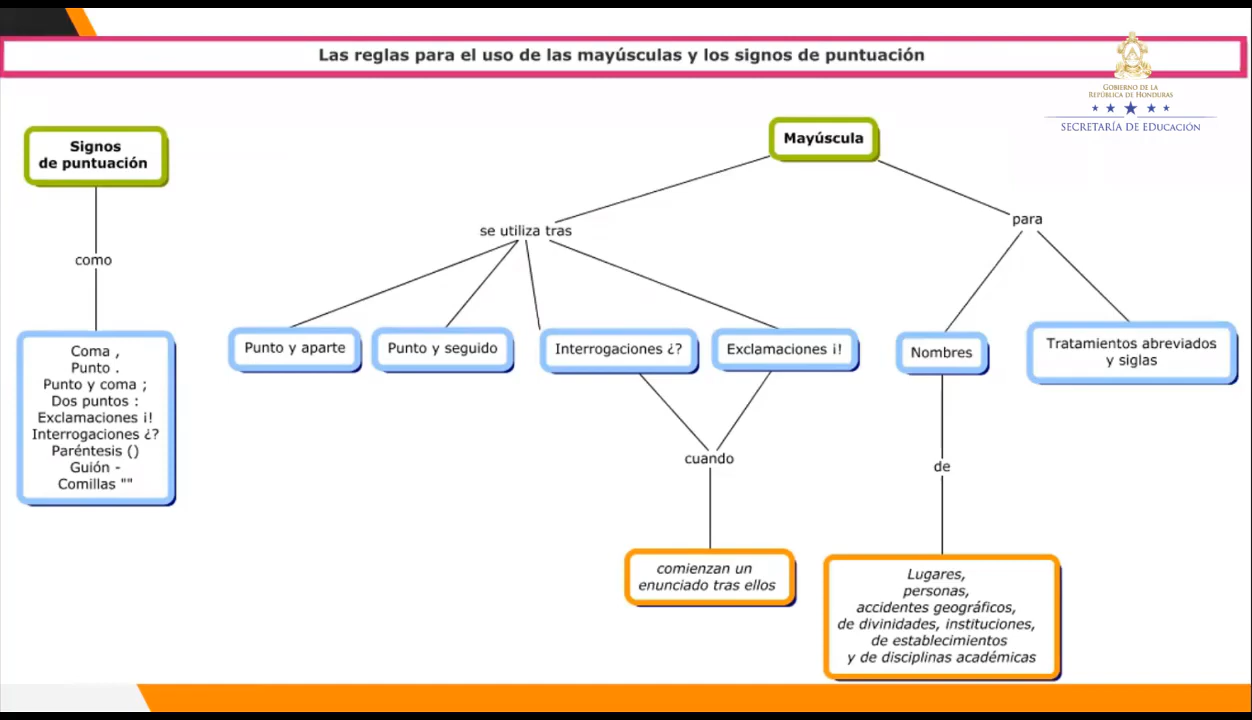 Las reglas para el uso de las mayúsculas y los signos de puntuación
GOBIERNO DE LA
REPÚBLICA DE HONDURAS
SECRETARÍA DE EDUCACIÓN
Signos
de puntuación
como
Coma ,
Punto .
Punto y coma ;
Dos puntos :
Exclamaciones ¡!
Interrogaciones ¿?
Paréntesis ()
Guión -
Comillas ""
Mayúscula
se utiliza tras
Punto y aparte
Punto y seguido
Interrogaciones ¿?
Exclamaciones ¡!
cuando
comienzan un
enunciado tras ellos
para
Nombres
Tratamientos abreviados
y siglas
de
Lugares,
personas,
accidentes geográficos,
de divinidades, instituciones,
de establecimientos
y de disciplinas académicas